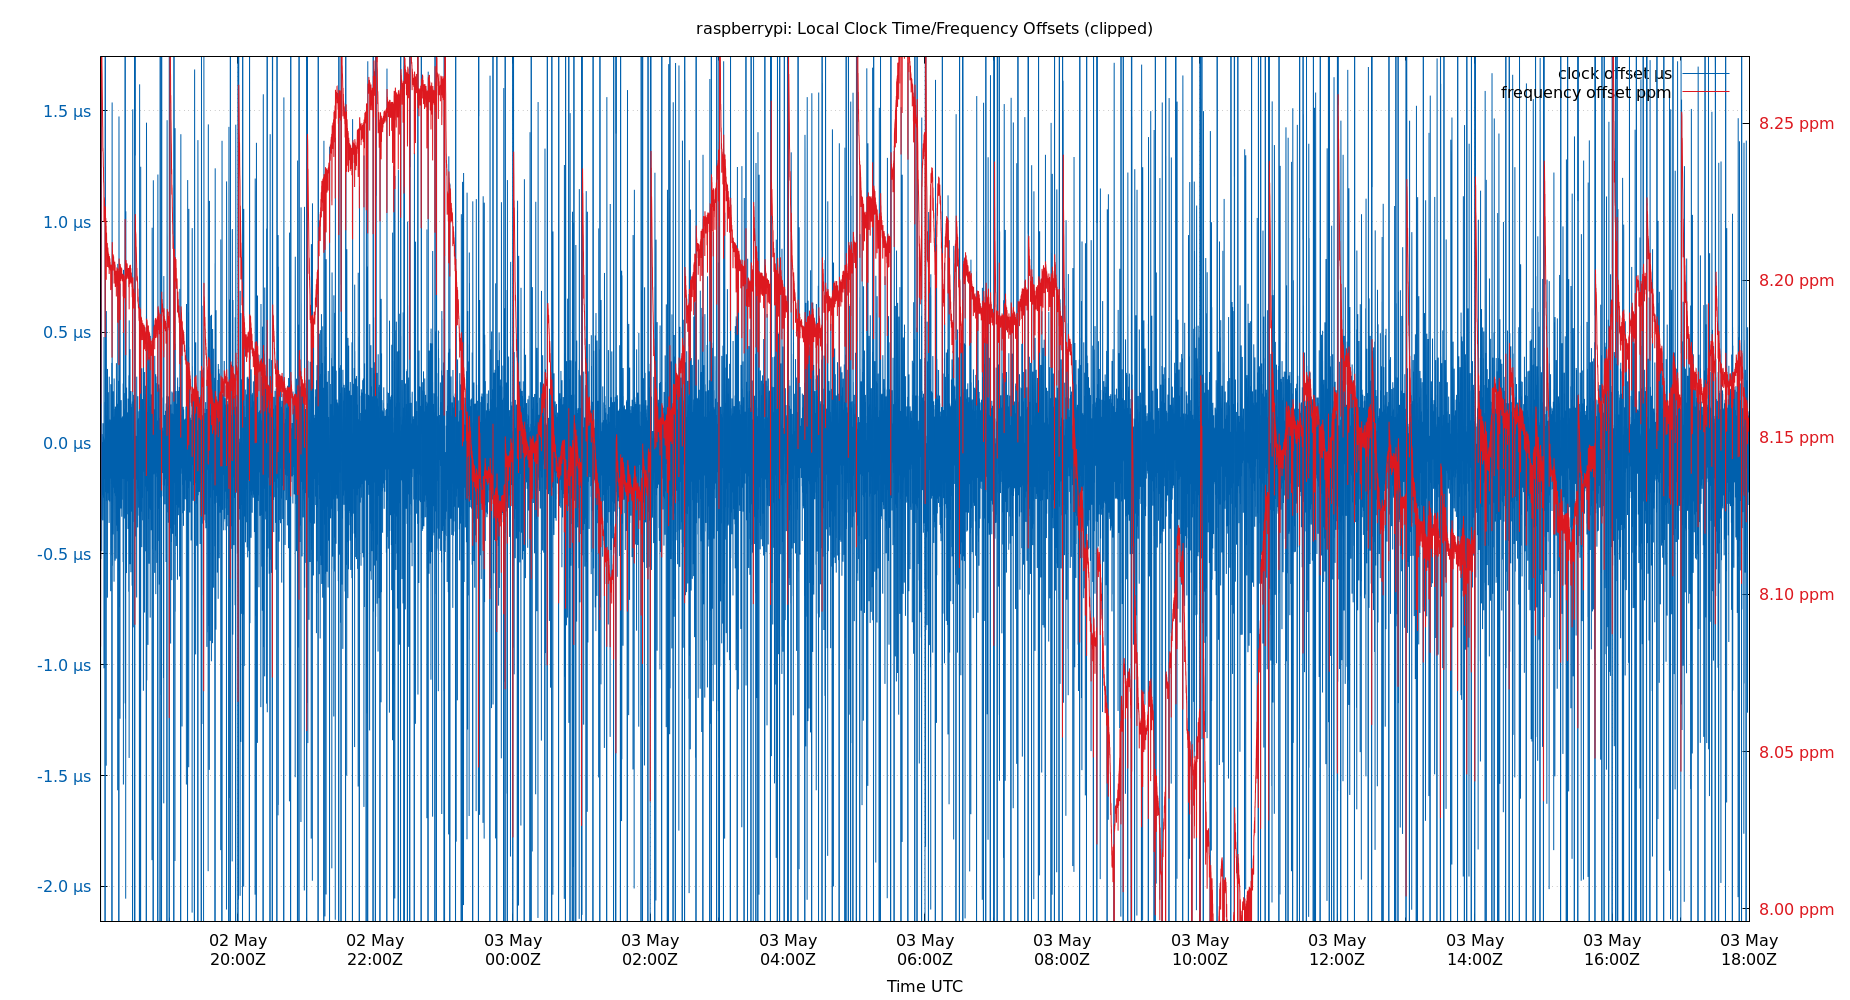 raspberrypi: Local Clock Time/Frequency Offsets (clipped)
clock offset µs
frequency offset ppm
1.5 µs
1.0 µs
0.5 µs
0.0 µs
-0.5 µs
-1.0 µs
-1.5 µs
-2.0 µs
8.25 ppm
8.20 ppm
8.15 ppm
8.10 ppm
8.05 ppm
8.00 ppm
02 May 02 May 03 May 03 May 03 May 03 May 03 May 03 May 03 May 03 May 03 May 03 May
20:00Z 22:00Z 00:00Z 02:00Z 04:00Z 06:00Z 08:00Z 10:00Z 12:00Z 14:00Z 16:00Z 18:00Z
Time UTC